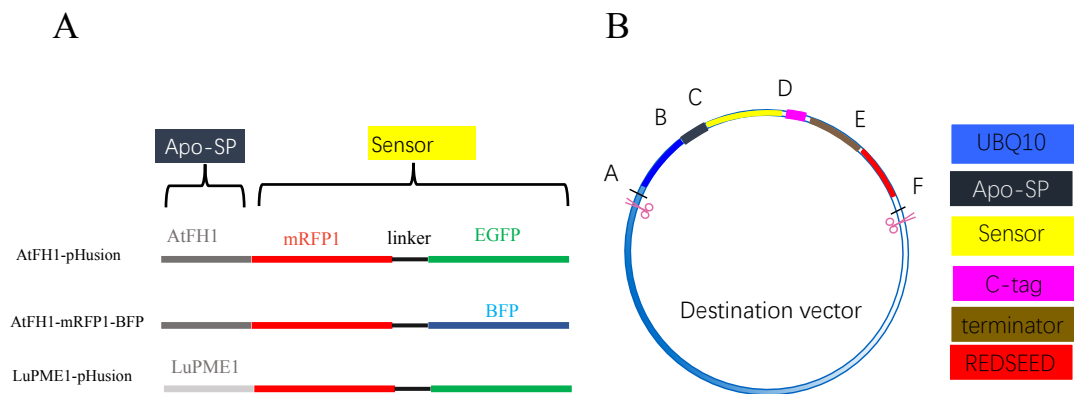 A
Apo-SP
Sensor
AtFH1
mRFP1
linker
EGFP
AtFH1-pHusion
BFP
AtFH1-mRFP1-BFP
LuPME1
LuPME1-pHusion
B
A
B
C
D
E
F
Destination vector
UBQ10
Apo-SP
Sensor
C-tag
terminator
REDSEED